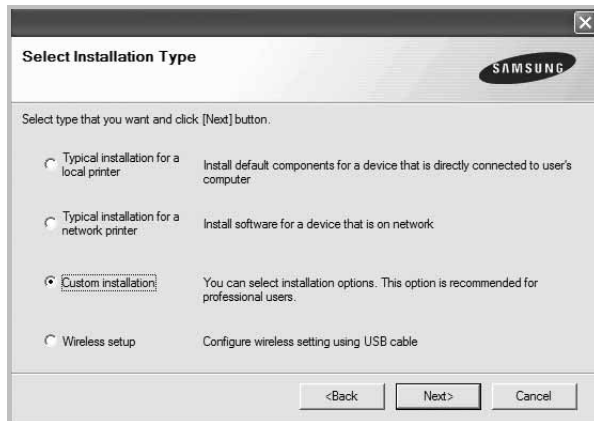 Select Installation Type
SAMSUNG
Select type that you want and click [Next] button.
Typical installation for a
local printer
Install default components for a device that is directly connected to user's
computer
Typical installation for a
network printer
Install software for a device that is on network
Custom installation
You can select installation options. This option is recommended for
professional users.
Wireless setup
Configure wireless setting using USB cable
<Back
Next>
Cancel